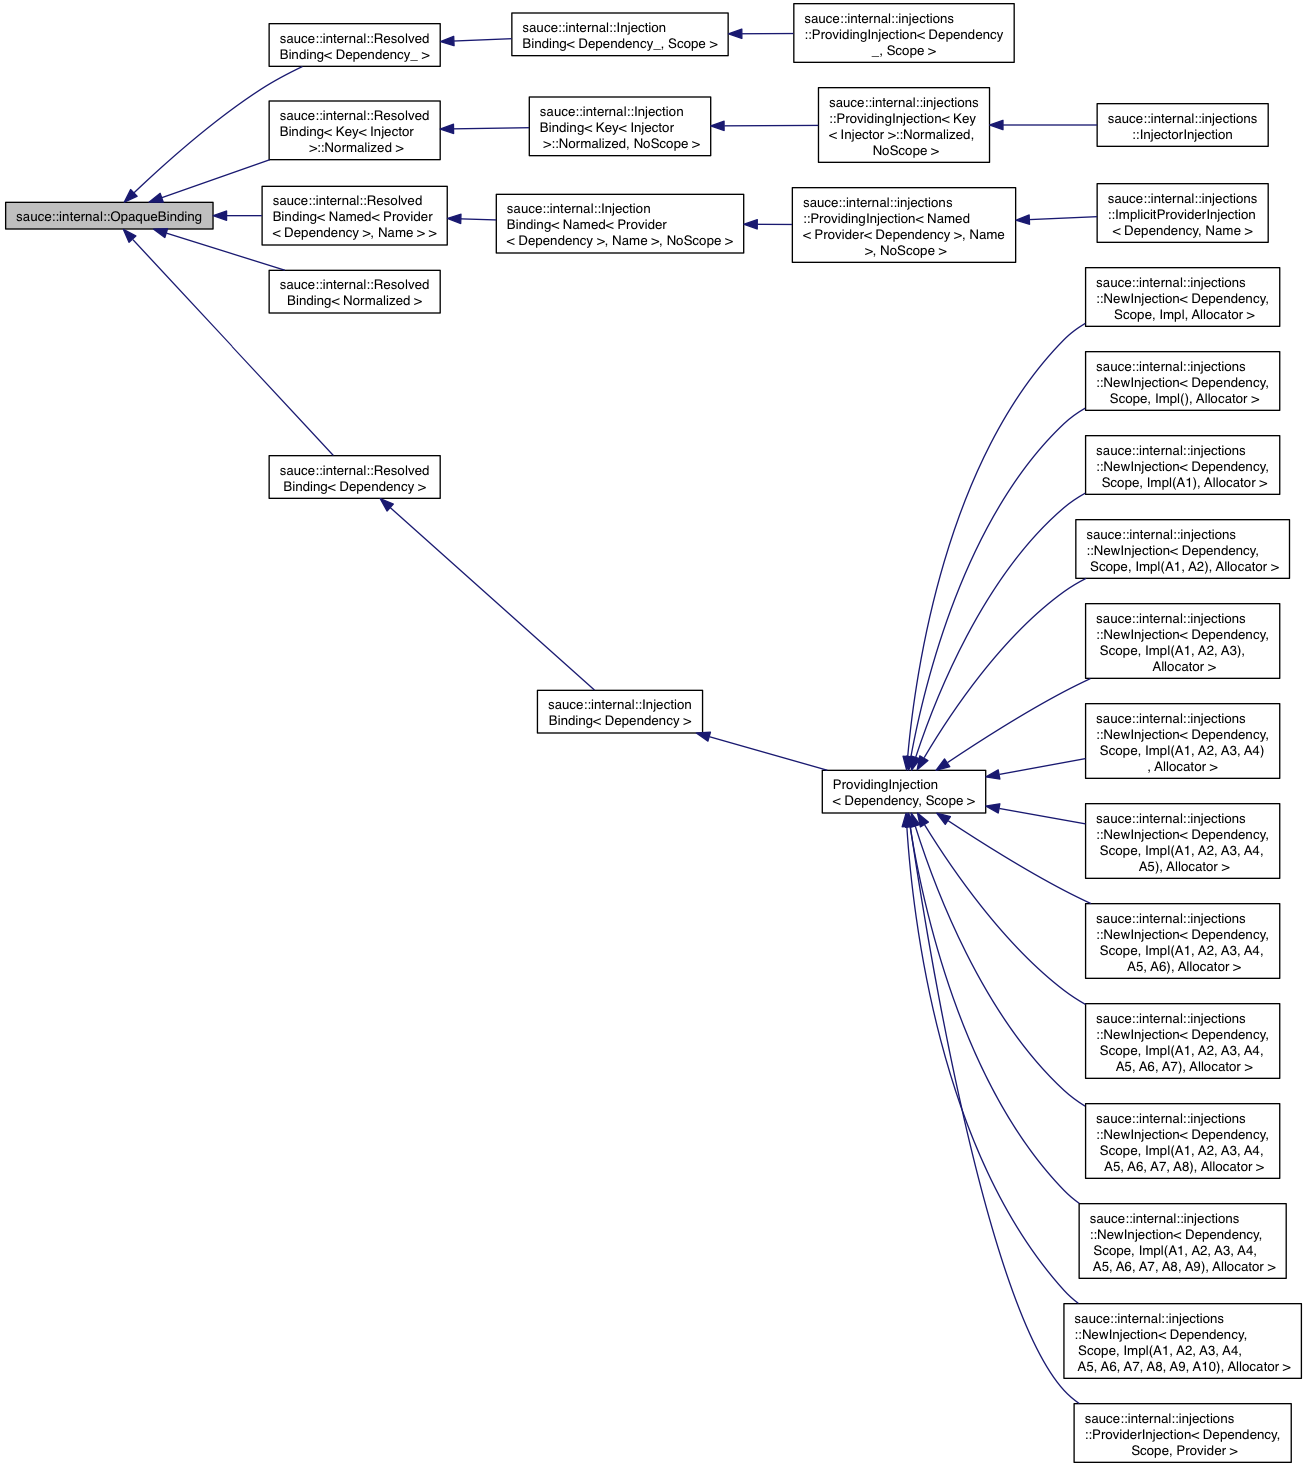 sauce::internal::OpaqueBinding
sauce::internal::Resolved
Binding< Dependency_ >
sauce::internal::Injection
Binding< Dependency_, Scope >
sauce::internal::injections
::ProvidingInjection< Dependency
_, Scope >
sauce::internal::Resolved
Binding< Key< Injector
>::Normalized >
sauce::internal::Injection
Binding< Key< Injector
>::Normalized, NoScope >
sauce::internal::injections
::ProvidingInjection< Key
< Injector >::Normalized,
NoScope >
sauce::internal::injections
::InjectorInjection
sauce::internal::Resolved
Binding< Named< Provider
< Dependency >, Name > >
sauce::internal::Injection
Binding< Named< Provider
< Dependency >, Name >, NoScope >
sauce::internal::injections
::ProvidingInjection< Named
< Provider< Dependency >, Name
>, NoScope >
sauce::internal::injections
::ImplicitProviderInjection
< Dependency, Name >
sauce::internal::Resolved
Binding< Normalized >
sauce::internal::Resolved
Binding< Dependency >
sauce::internal::Injection
Binding< Dependency >
ProvidingInjection
< Dependency, Scope >
sauce::internal::injections
::NewInjection< Dependency,
Scope, Impl, Allocator >
sauce::internal::injections
::NewInjection< Dependency,
Scope, Impl(), Allocator >
sauce::internal::injections
::NewInjection< Dependency,
Scope, Impl(A1), Allocator >
sauce::internal::injections
::NewInjection< Dependency,
Scope, Impl(A1, A2), Allocator >
sauce::internal::injections
::NewInjection< Dependency,
Scope, Impl(A1, A2, A3),
Allocator >
sauce::internal::injections
::NewInjection< Dependency,
Scope, Impl(A1, A2, A3, A4)
, Allocator >
sauce::internal::injections
::NewInjection< Dependency,
Scope, Impl(A1, A2, A3, A4,
A5), Allocator >
sauce::internal::injections
::NewInjection< Dependency,
Scope, Impl(A1, A2, A3, A4,
A5, A6), Allocator >
sauce::internal::injections
::NewInjection< Dependency,
Scope, Impl(A1, A2, A3, A4,
A5, A6, A7), Allocator >
sauce::internal::injections
::NewInjection< Dependency,
Scope, Impl(A1, A2, A3, A4,
A5, A6, A7, A8), Allocator >
sauce::internal::injections
::NewInjection< Dependency,
Scope, Impl(A1, A2, A3, A4,
A5, A6, A7, A8, A9), Allocator >
sauce::internal::injections
::NewInjection< Dependency,
Scope, Impl(A1, A2, A3, A4,
A5, A6, A7, A8, A9, A10), Allocator >
sauce::internal::injections
::ProviderInjection< Dependency,
Scope, Provider >